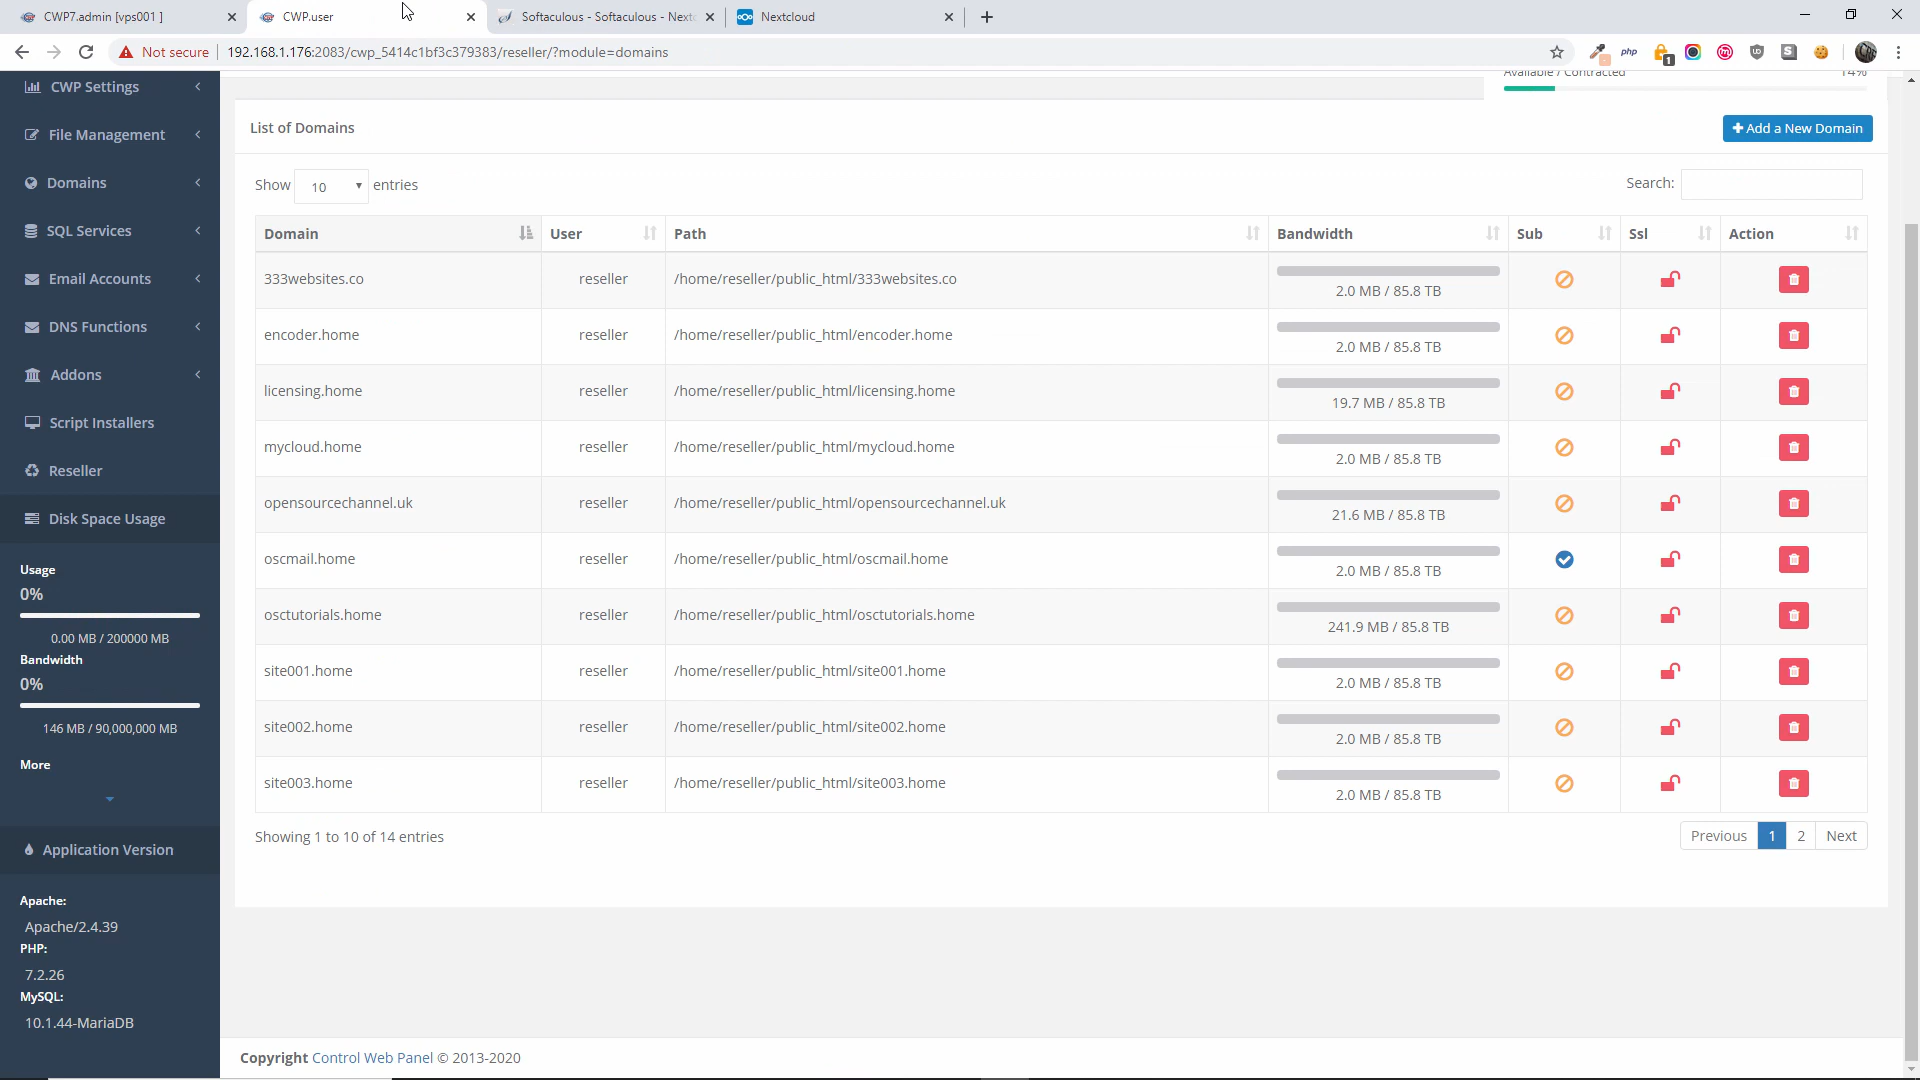 CWP7.admin [vps001 ]
CWP.user
Softaculous - Softaculous - Nextc
Nextcloud
Not secure
192.168.1.176:2083/cwp_5414c1bf3c379383/reseller/?module=domains
php
1
CWP Settings
File Management
Domains
SQL Services
Email Accounts
DNS Functions
Addons
Script Installers
Reseller
Disk Space Usage
Usage
0%
0.00 MB / 200000 MB
Bandwidth
0%
146 MB / 90,000,000 MB
More
Application Version
Apache:
Apache/2.4.39
PHP:
7.2.26
MySQL:
10.1.44-MariaDB
Available / Contracted 14%
List of Domains
Add a New Domain
Show 10 entries
Search:
Domain User Path Bandwidth Sub Ssl Action
333websites.co reseller /home/reseller/public_html/333websites.co 2.0 MB / 85.8 TB
encoder.home reseller /home/reseller/public_html/encoder.home 2.0 MB / 85.8 TB
licensing.home reseller /home/reseller/public_html/licensing.home 19.7 MB / 85.8 TB
mycloud.home reseller /home/reseller/public_html/mycloud.home 2.0 MB / 85.8 TB
opensourcechannel.uk reseller /home/reseller/public_html/opensourcechannel.uk 21.6 MB / 85.8 TB
oscmail.home reseller /home/reseller/public_html/oscmail.home 2.0 MB / 85.8 TB
osctutorials.home reseller /home/reseller/public_html/osctutorials.home 241.9 MB / 85.8 TB
site001.home reseller /home/reseller/public_html/site001.home 2.0 MB / 85.8 TB
site002.home reseller /home/reseller/public_html/site002.home 2.0 MB / 85.8 TB
site003.home reseller /home/reseller/public_html/site003.home 2.0 MB / 85.8 TB
Showing 1 to 10 of 14 entries
Previous 1 2 Next
Copyright Control Web Panel © 2013-2020